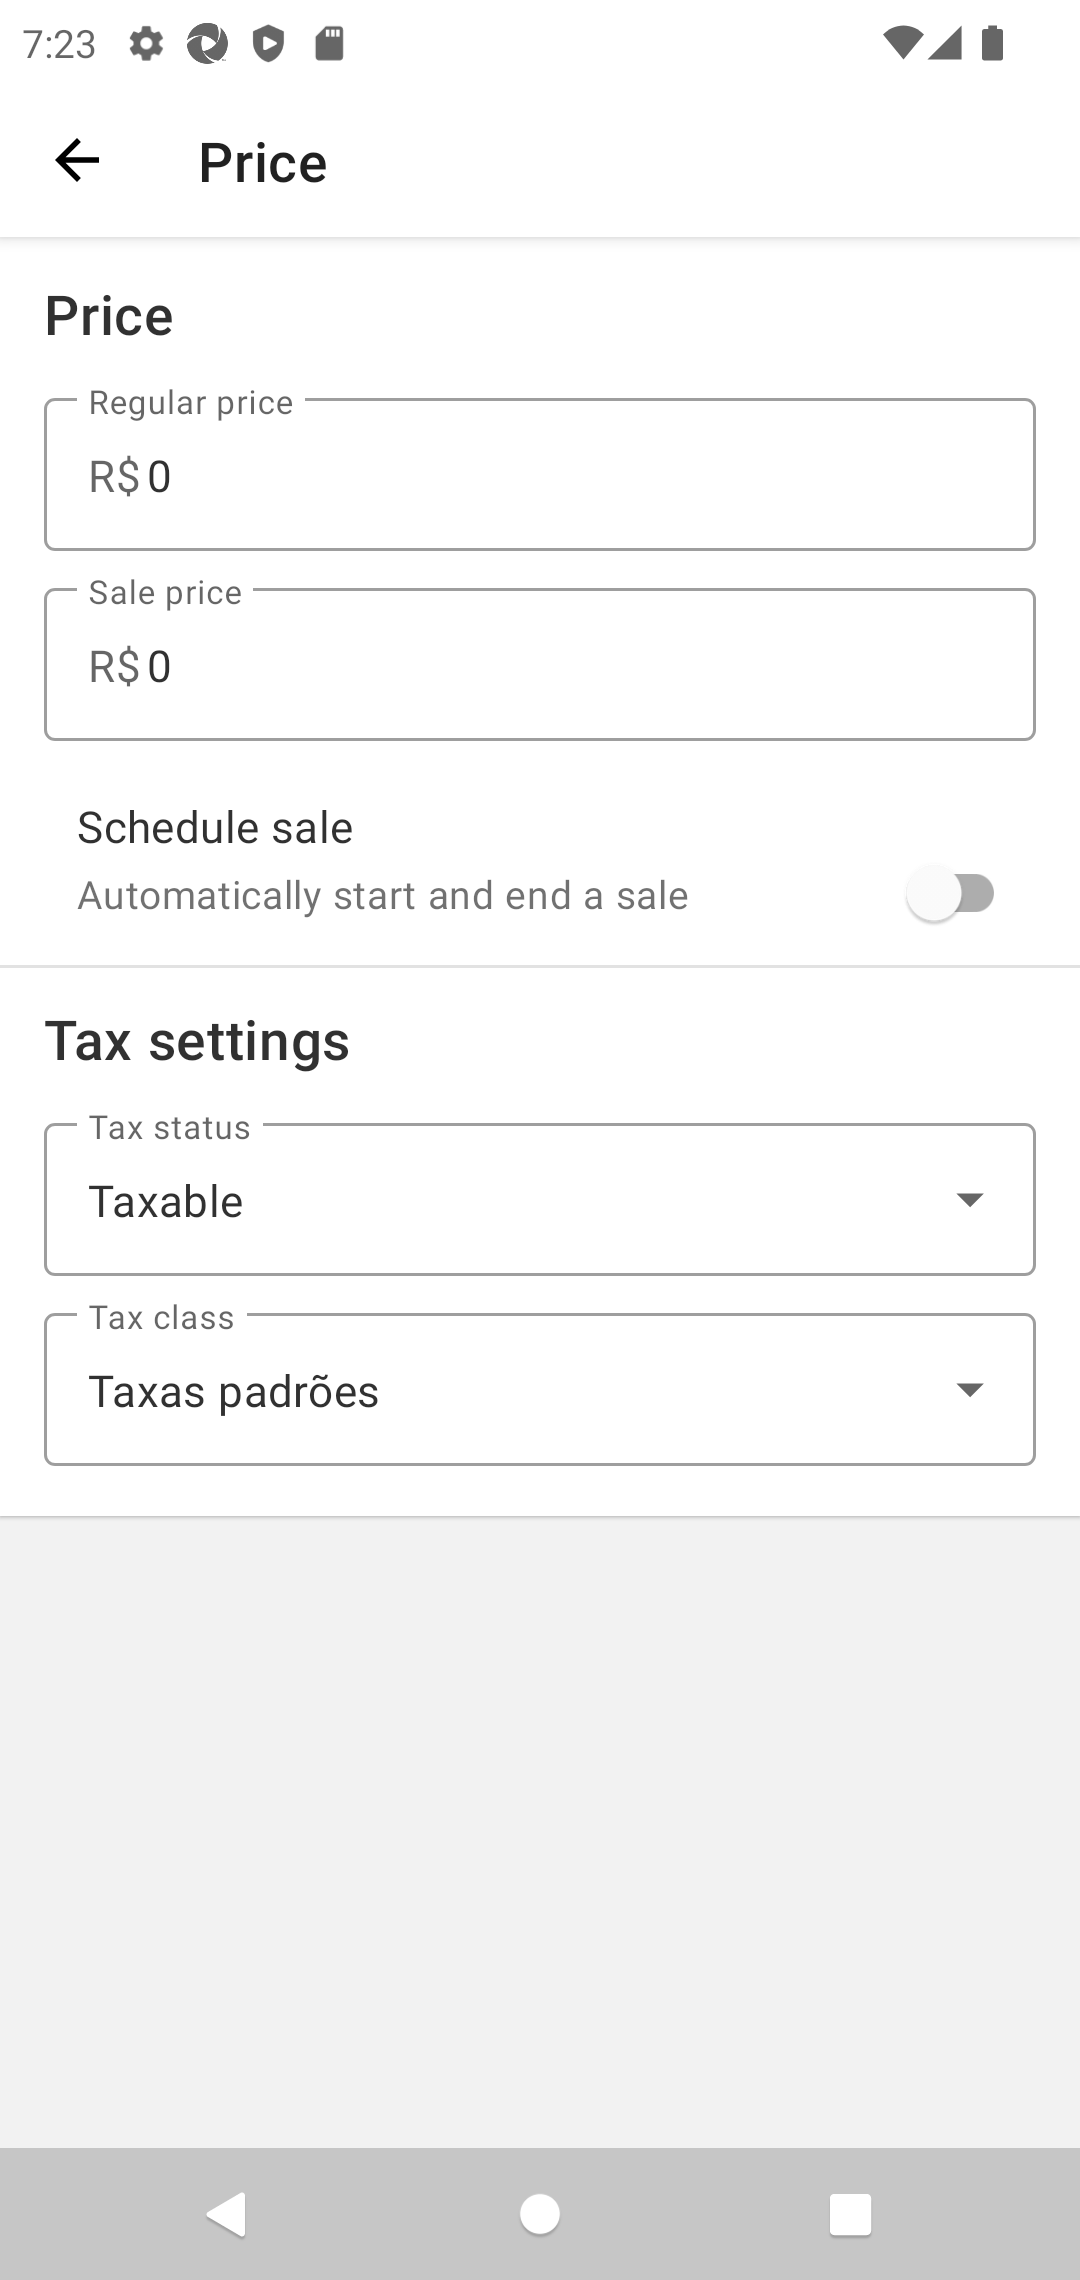 7:23
Price
Price
Regular price
R$ 0
Sale price
R$ 0
Schedule sale
Automatically start and end a sale
Tax settings
Tax status
Taxable
Tax class
Taxas padrões